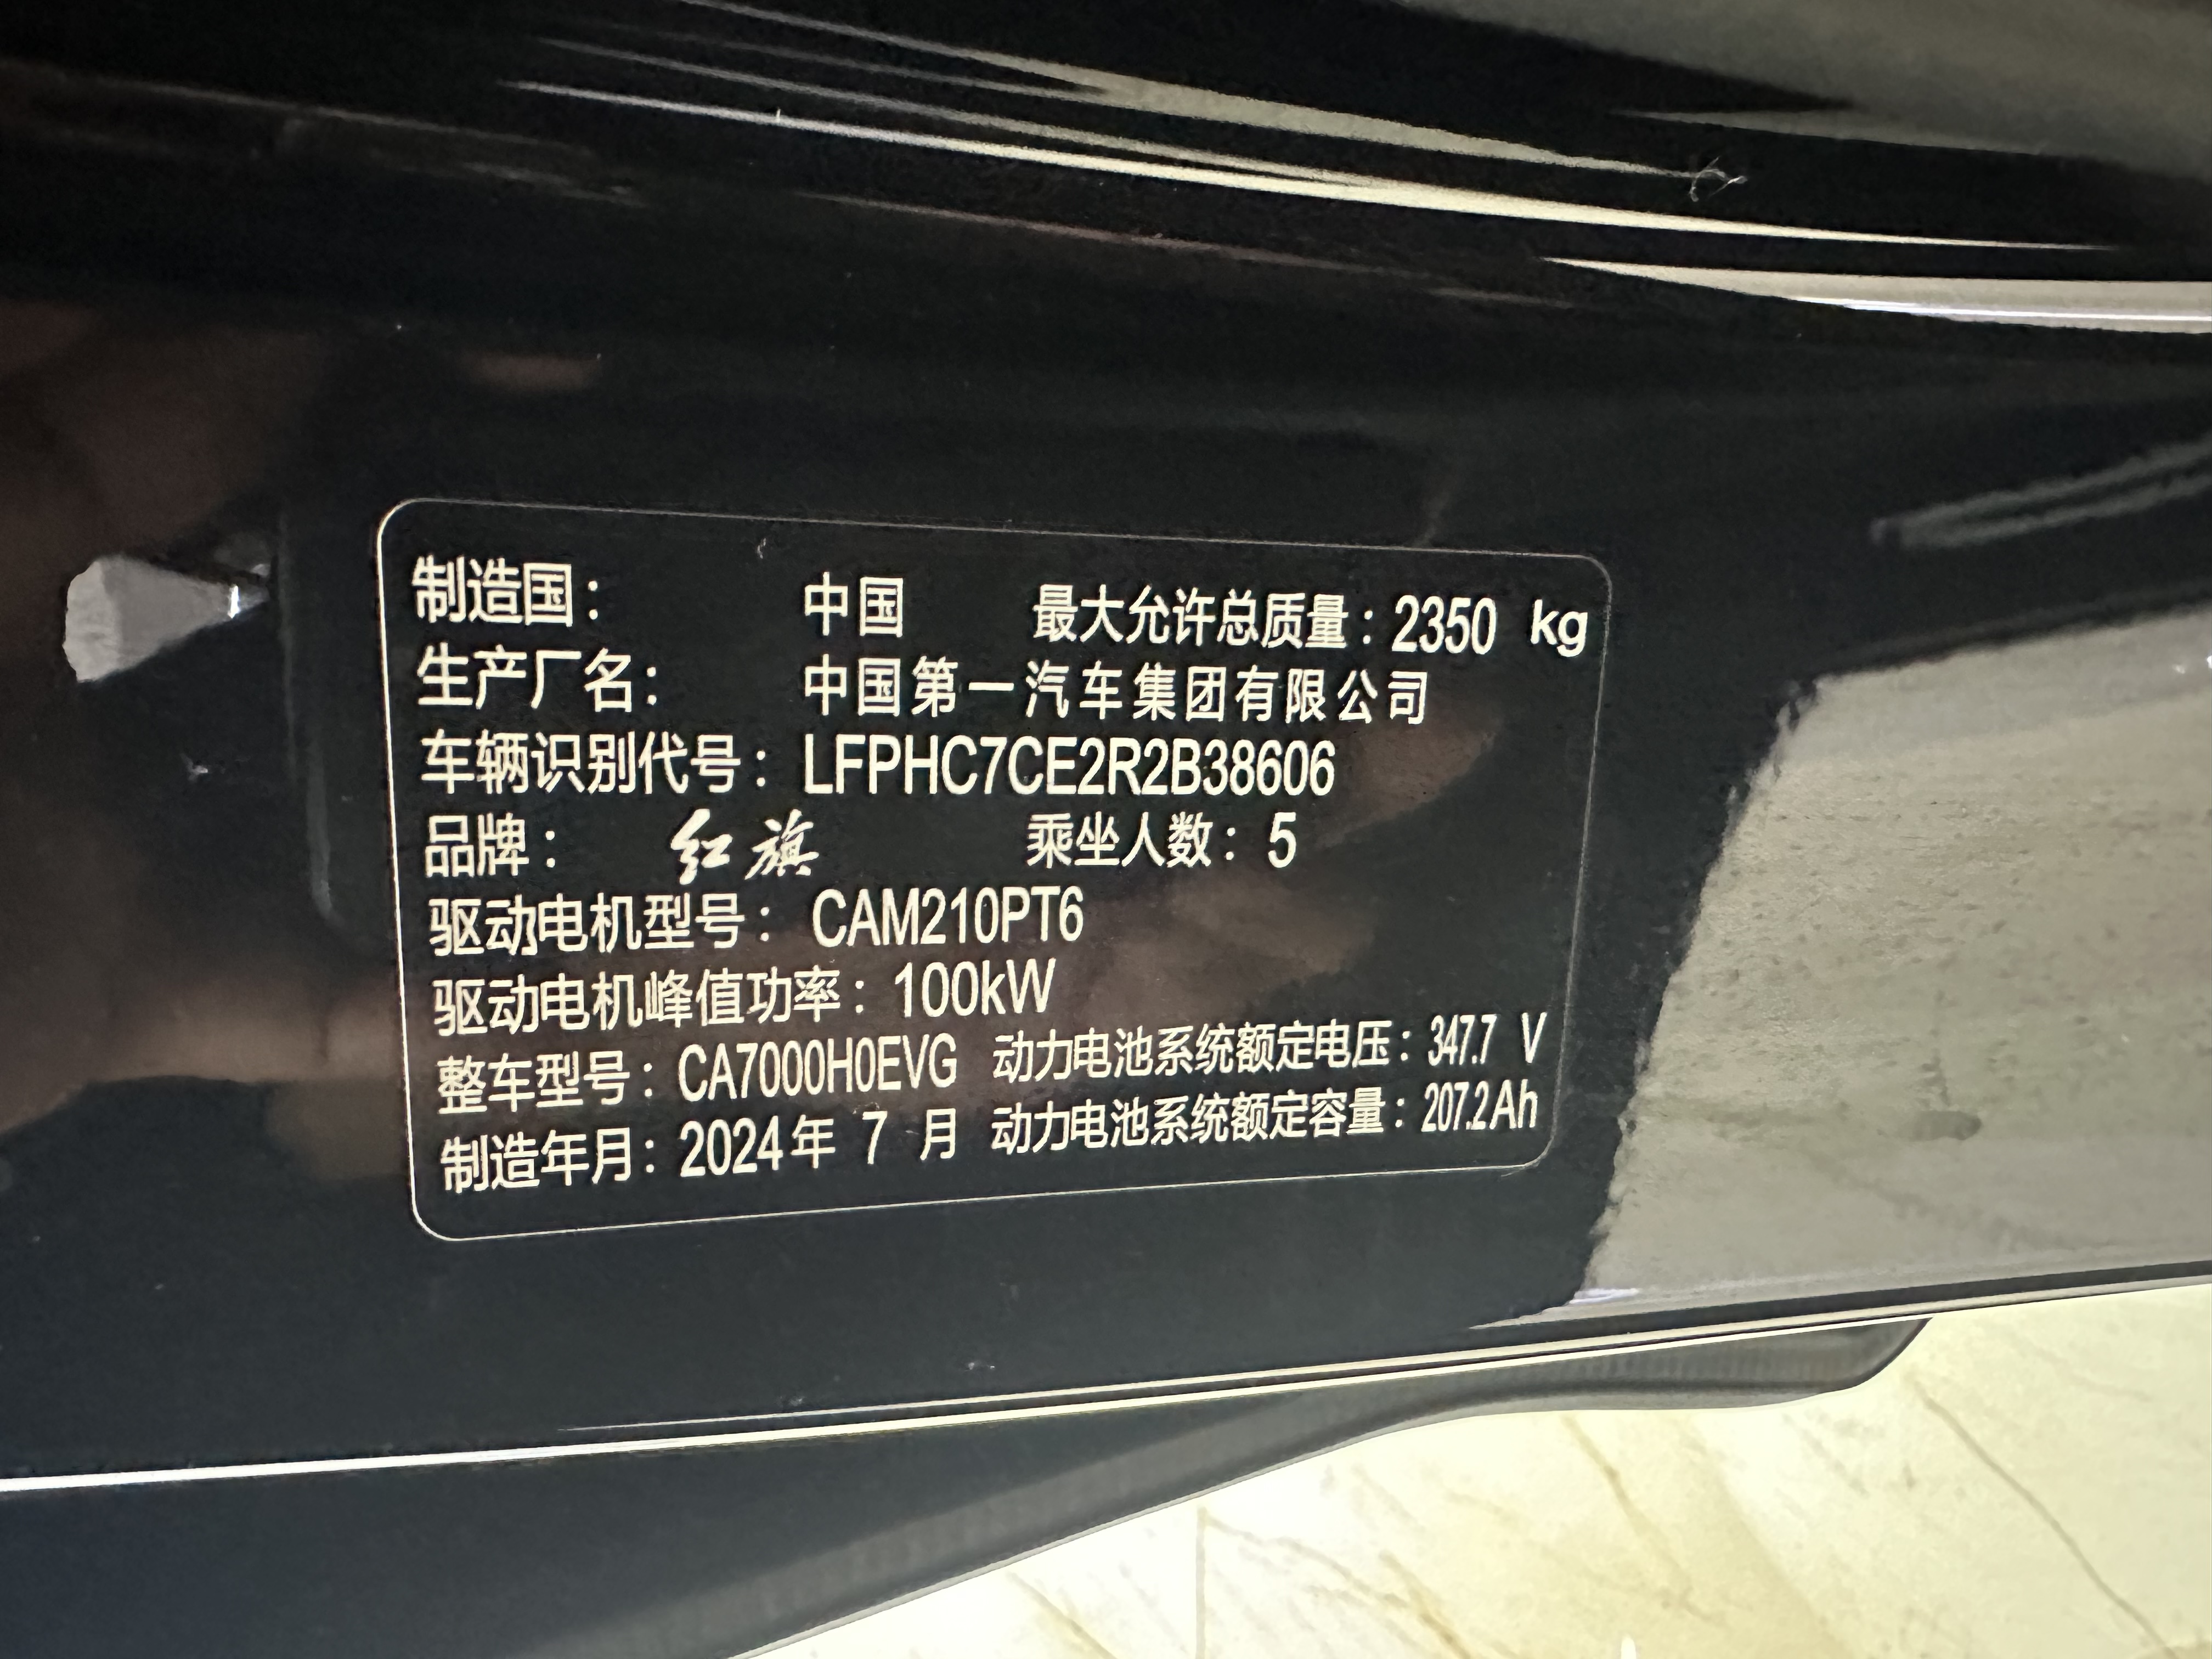 制造国： 中国 最大允许总质量：2350 kg
生产厂名： 中国第一汽车集团有限公司
车辆识别代号：LFPHC7CE2R2B38606
品牌： 红旗 乘坐人数：5
驱动电机型号：CAM210PT6
驱动电机峰值功率：100kW
整车型号：CA7000H0EVG 动力电池系统额定电压：347.7 V
制造年月：2024年 7 月 动力电池系统额定容量：207.2Ah